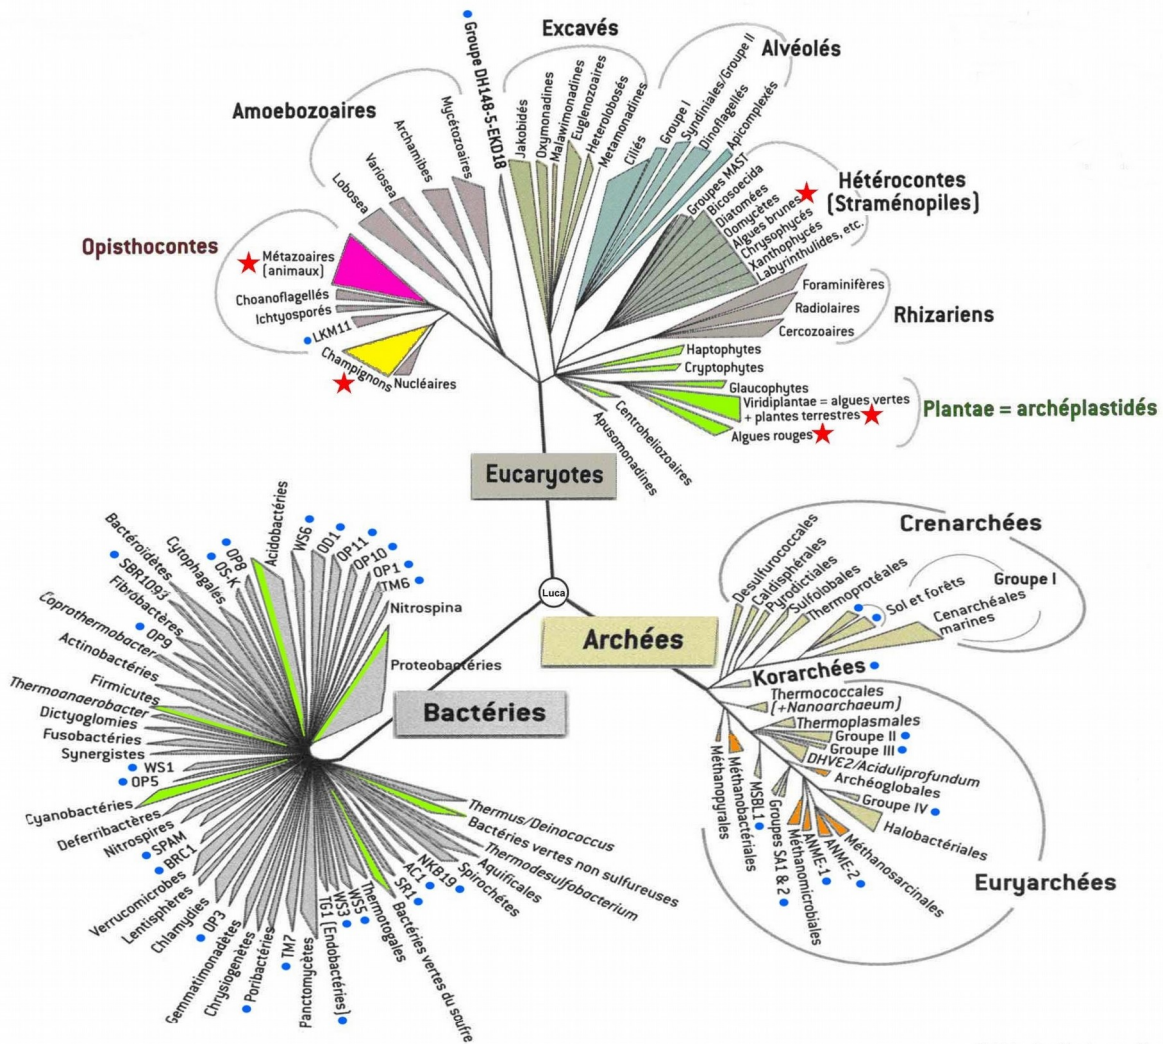 Groupe DH148-5-EKD18
Excavés
Jakobidés
Oxymonadines
Malawimonadines
Euglenozoaires
Heterolobosés
Metamonadines
Alvéolés
Ciliés
Groupe I
Syndiniales/Groupe II
Dinoflagellés
Apicomplexés
Amoebozoaires
Lobosea
Variosea
Archamibes
Mycétozoaires
Hétérocontes
(Straménopiles)
Groupes MAST
Bicosoecida
Diatomées
Oomycètes
Algues brunes
Chrysophycés
Xanthophycés
Labyrinthulides, etc.
Opisthocontes
Métazoaires
(animaux)
Choanoflagellés
Ichtyosporés
LKM11
Champignons
Nucléaires
Foraminifères
Radiolaires
Cercozoaires
Rhizariens
Haptophytes
Cryptophytes
Glaucophytes
Viridiplantae = algues vertes
+ plantes terrestres
Algues rouges
Plantae = archéplastidés
Centroheliozoaires
Apusomonadines
Eucaryotes
Luca
Archées
Bactéries
Crenarchées
Desulfurococcales
Caldisphérales
Pyrodictiales
Sulfolobales
Thermoprotéales
Sol et forêts
Groupe I
Cenarchéales
marines
Korarchées
Thermococcales
(+Nanoarchaeum)
Thermoplasmales
Groupe II
Groupe III
DHVE2/Aciduliprofundum
Archéoglobales
Groupe IV
Halobactériales
Méthanosarcinales
ANME-2
ANME-1
Méthanomicrobiales
Groupes SA1 & 2
MSBL1
Méthanobactériales
Méthanopyrales
Euryarchées
Acidobactéries
WS6
OD1
OP11
OP10
OP1
TM6
Nitrospina
Proteobactéries
OP8
OS-K
Cytophagales
Bactéroïdètes
SBR1093
Fibrobactères
OP9
Coprothermobacter
Actinobactéries
Firmicutes
Thermoanaerobacter
Dictyoglomies
Fusobactéries
Synergistes
WS1
OP5
Cyanobactéries
Deferribactères
Nitrospires
SPAM
BRC1
Verrucomicrobes
Lentisphères
Chlamydies
OP3
Gemmatimonadètes
Chrysiogenètes
Poribactéries
TM7
Panctomycètes
TG1 (Endobactéries)
WS3
WS5
Thermotogales
Bactéries vertes du soufre
SR1
AC1
NKB19
Spirochètes
Aquificales
Thermodesulfobacterium
Bactéries vertes non sulfureuses
Thermus/Deinococcus